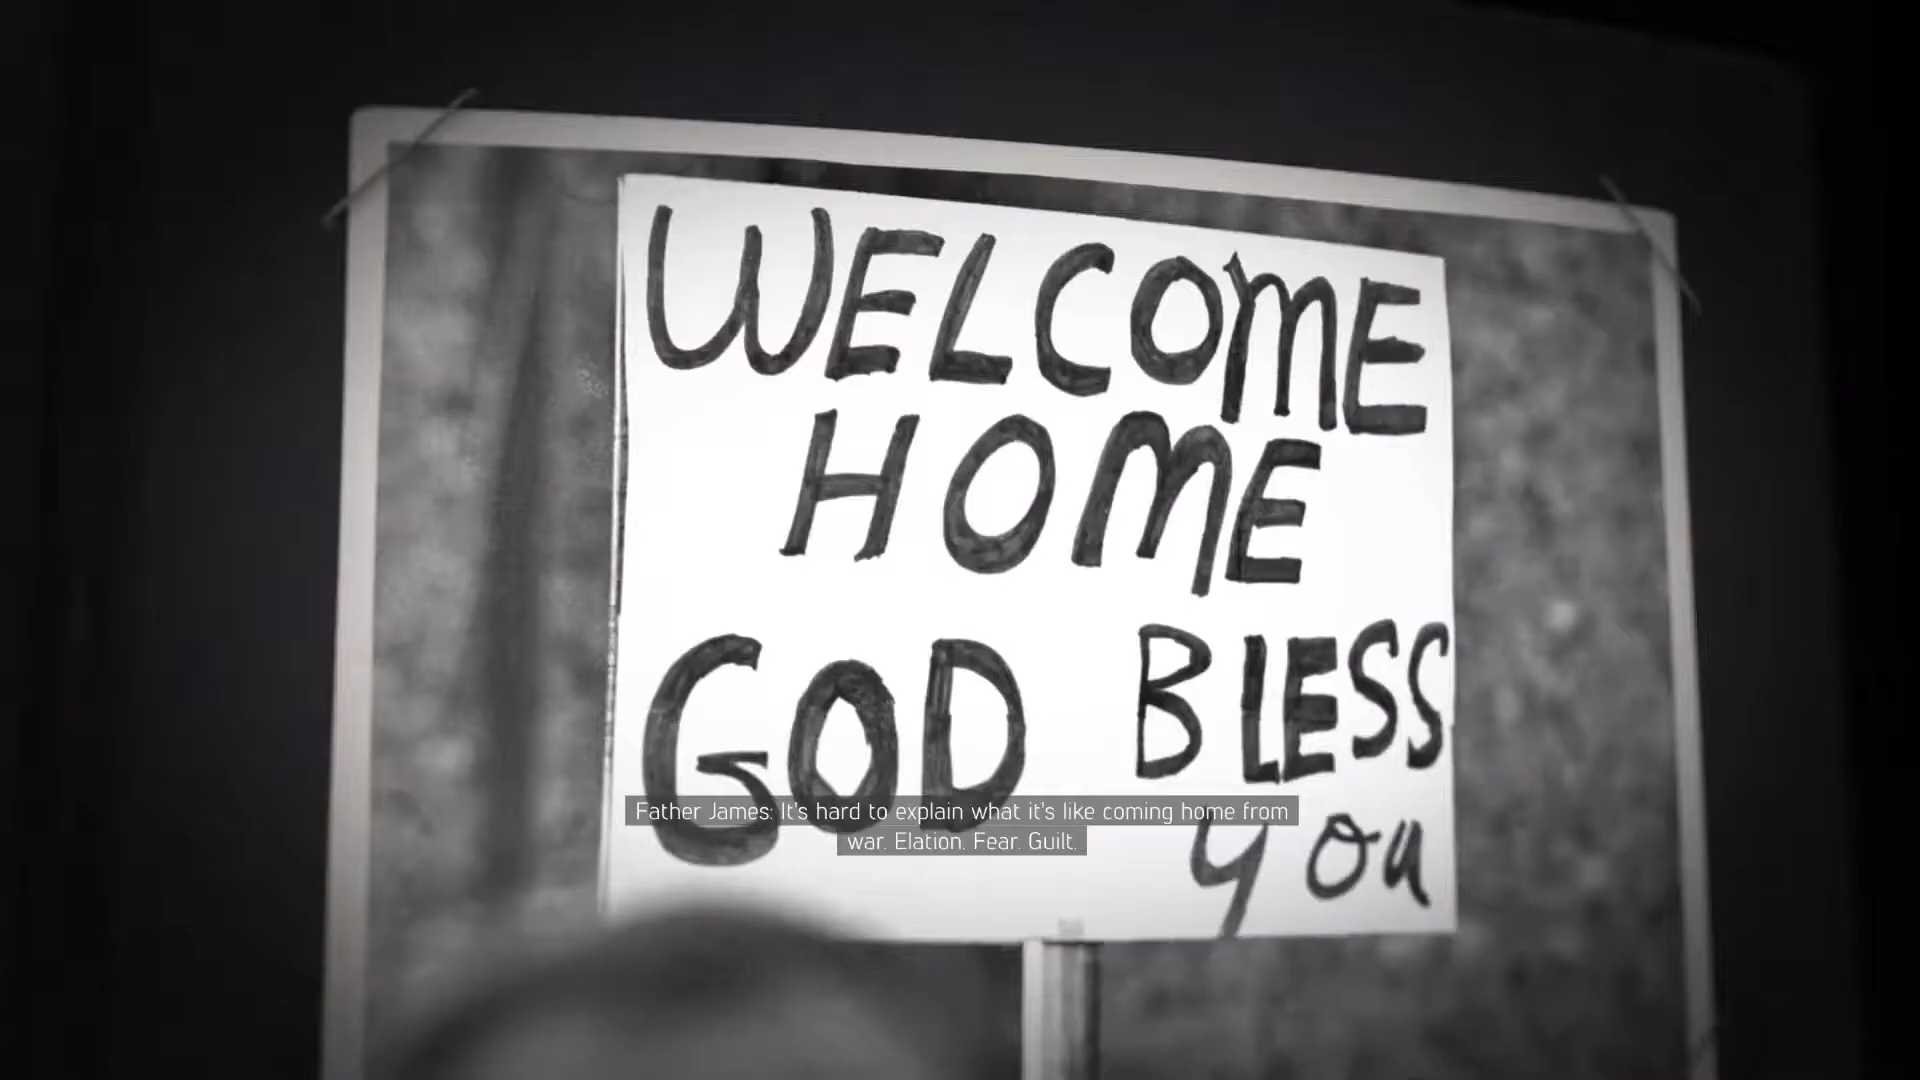 WELCOME
HOME
GOD BLESS
you
Father James: It's hard to explain what it's like coming home from
war. Elation. Fear. Guilt.